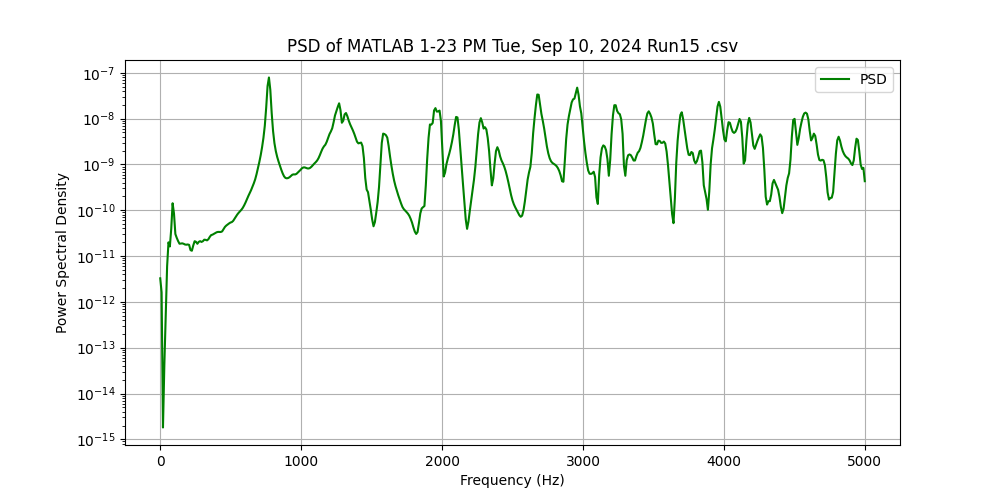 PSD of MATLAB 1-23 PM Tue, Sep 10, 2024 Run15 .csv
PSD
Power Spectral Density
10⁻⁷
10⁻⁸
10⁻⁹
10⁻¹⁰
10⁻¹¹
10⁻¹²
10⁻¹³
10⁻¹⁴
10⁻¹⁵
0 1000 2000 3000 4000 5000
Frequency (Hz)